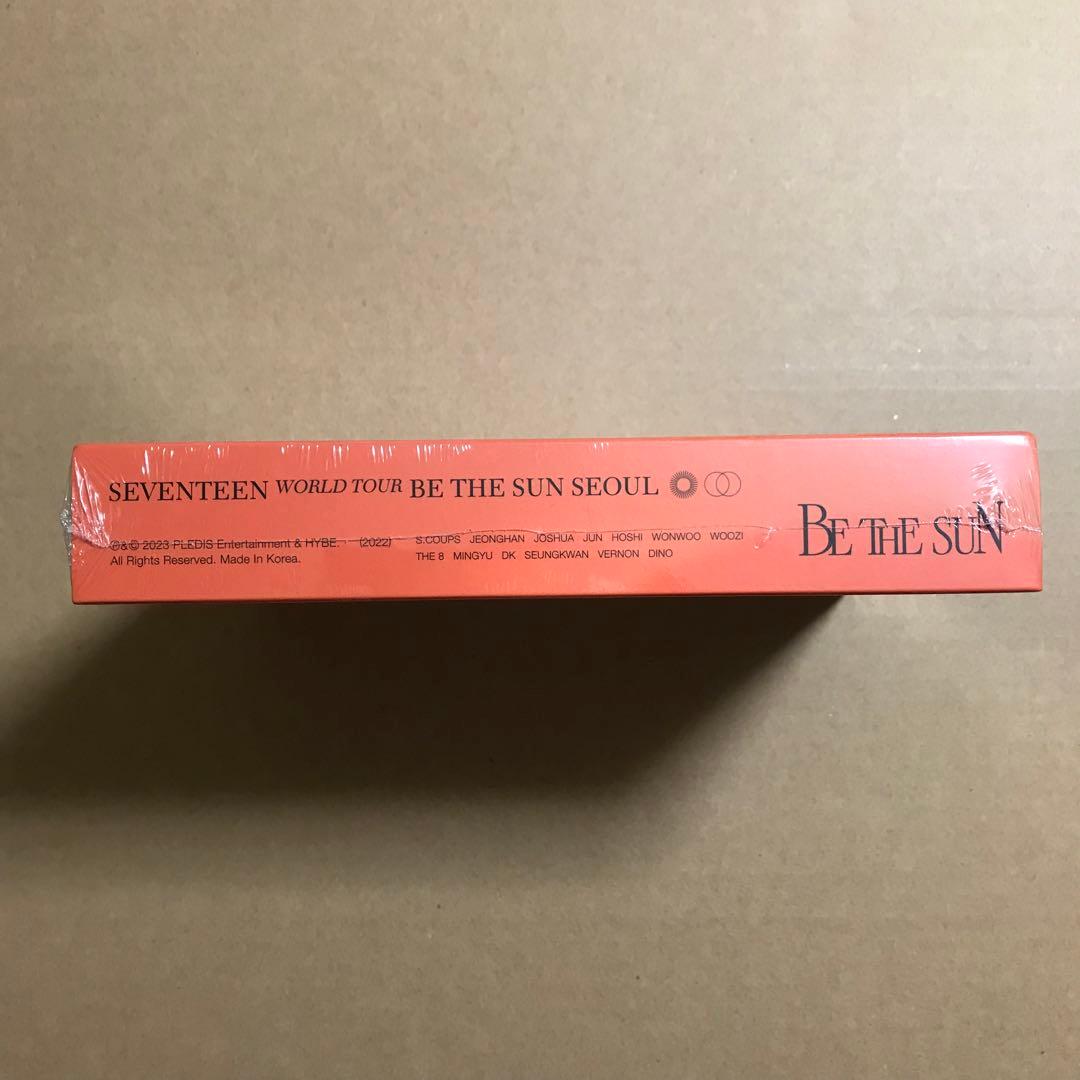 SEVENTEEN WORLD TOUR BE THE SUN SEOUL
℗&© 2023 PLEDIS Entertainment & HYBE. (2022)
All Rights Reserved. Made In Korea.
S.COUPS JEONGHAN JOSHUA JUN HOSHI WONWOO WOOZI
THE 8 MINGYU DK SEUNGKWAN VERNON DINO
BE THE SUN